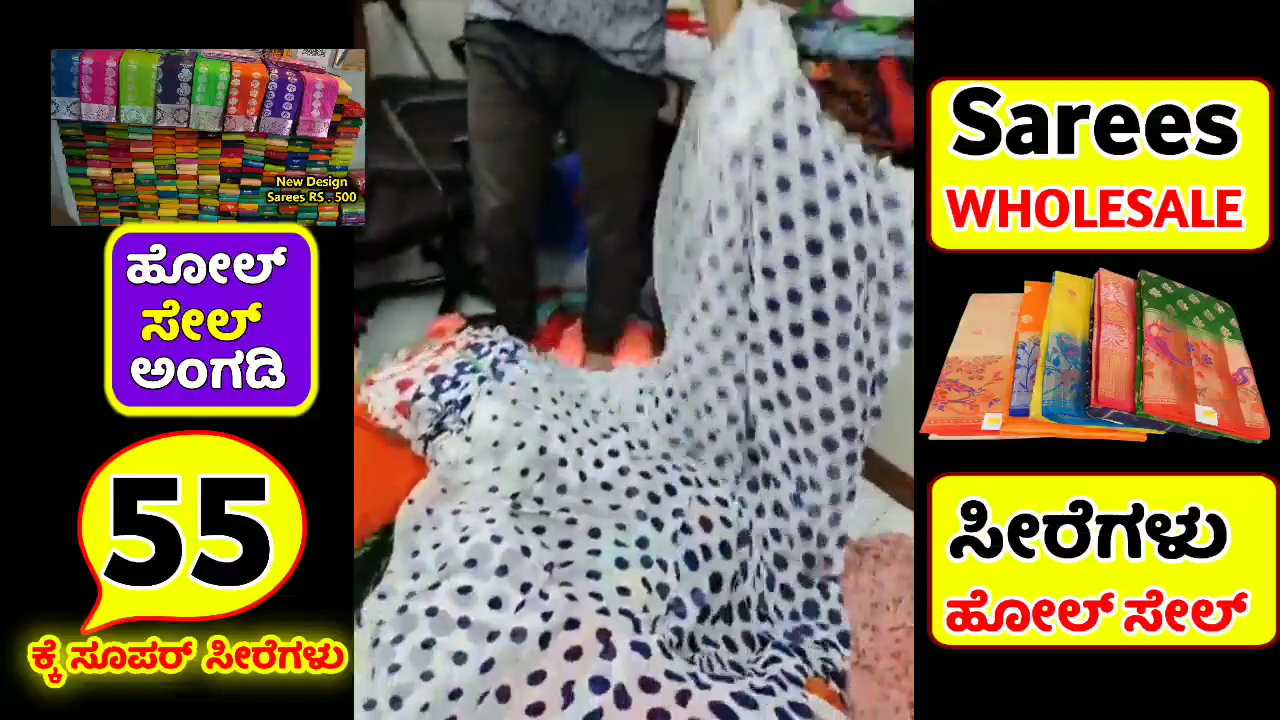 New Design
Sarees RS . 500
ಹೋಲ್
ಸೇಲ್
ಅಂಗಡಿ
55
ಕ್ಕೆ ಸೂಪರ್ ಸೀರೆಗಳು
Sarees
WHOLESALE
ಸೀರೆಗಳು
ಹೋಲ್ ಸೇಲ್